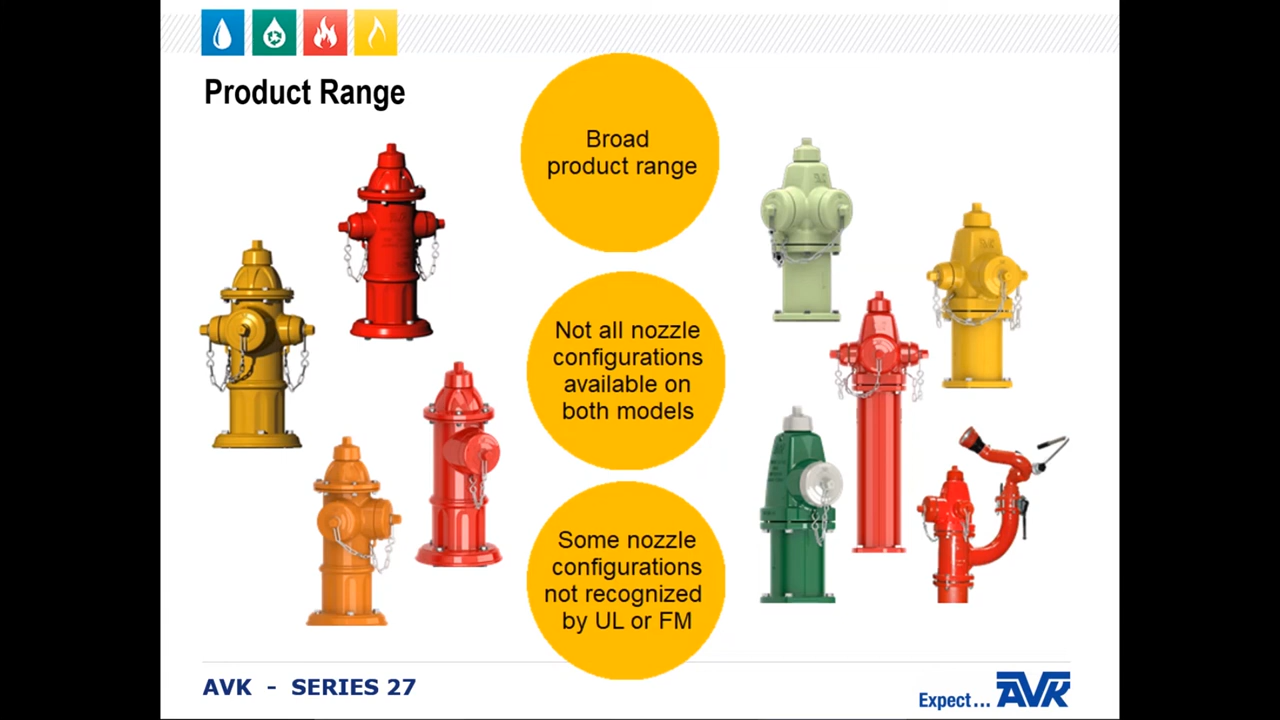 Product Range
Broad
product range
Not all nozzle
configurations
available on
both models
Some nozzle
configurations
not recognized
by UL or FM
AVK - SERIES 27
Expect... AVK